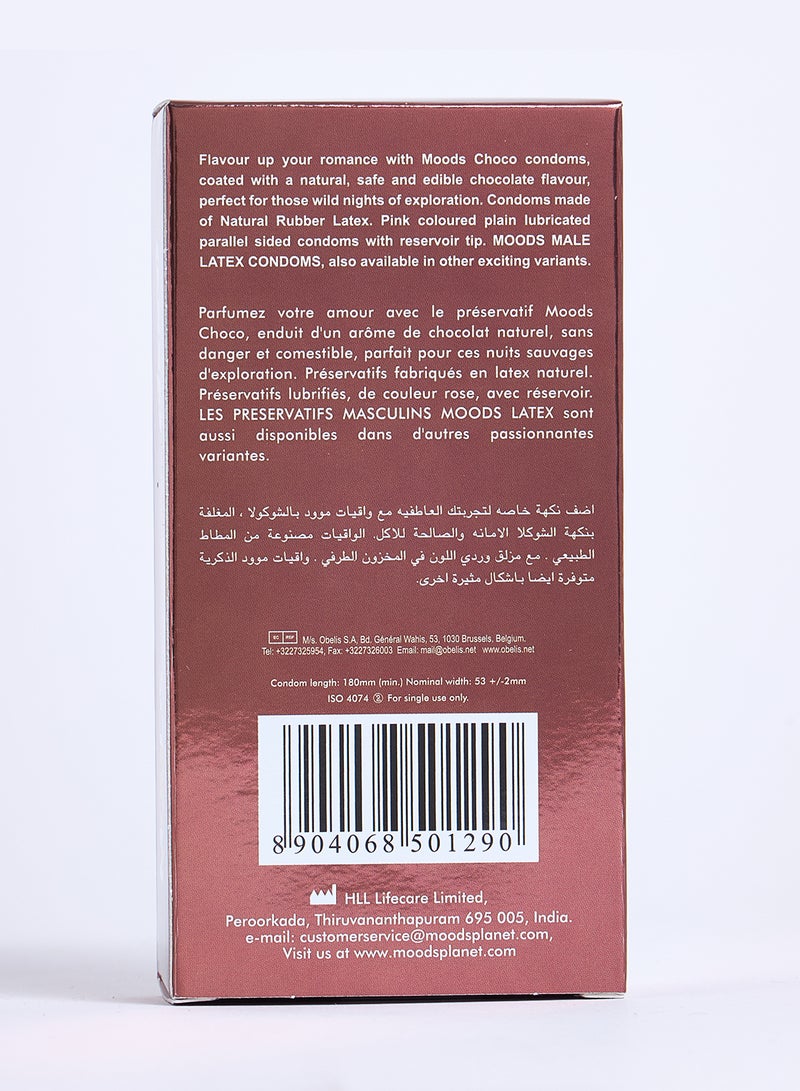 Flavour up your romance with Moods Choco condoms,
coated with a natural, safe and edible chocolate flavour,
perfect for those wild nights of exploration. Condoms made
of Natural Rubber Latex. Pink coloured plain lubricated
parallel sided condoms with reservoir tip. MOODS MALE
LATEX CONDOMS, also available in other exciting variants.
Parfumez votre amour avec le préservatif Moods
Choco, enduit d'un arôme de chocolat naturel, sans
danger et comestible, parfait pour ces nuits sauvages
d'exploration. Préservatifs fabriqués en latex naturel.
Préservatifs lubrifiés, de couleur rose, avec réservoir.
LES PRESERVATIFS MASCULINS MOODS LATEX sont
aussi disponibles dans d'autres passionnantes
variantes.
اضف نكهة خاصه لتجربتك العاطفيه مع واقيات موود بالشوكولا ، المغلفة
بنكهة الشوكلا الامانه والصالحة للاكل. الواقيات مصنوعة من المطاط
الطبيعي . مع مزلق وردي اللون في المخزون الطرفي . واقيات موود الذكرية
متوفرة ايضا باشكال مثيرة اخرى.
EC REP M/s. Obelis S.A, Bd. Général Wahis, 53, 1030 Brussels. Belgium.
Tel: +3227325954, Fax: +3227326003 Email: mail@obelis.net www.obelis.net
Condom length: 180mm (min.) Nominal width: 53 +/-2mm
ISO 4074 2 For single use only.
8 904068 501290
HLL Lifecare Limited,
Peroorkada, Thiruvananthapuram 695 005, India.
e-mail: customerservice@moodsplanet.com,
Visit us at www.moodsplanet.com